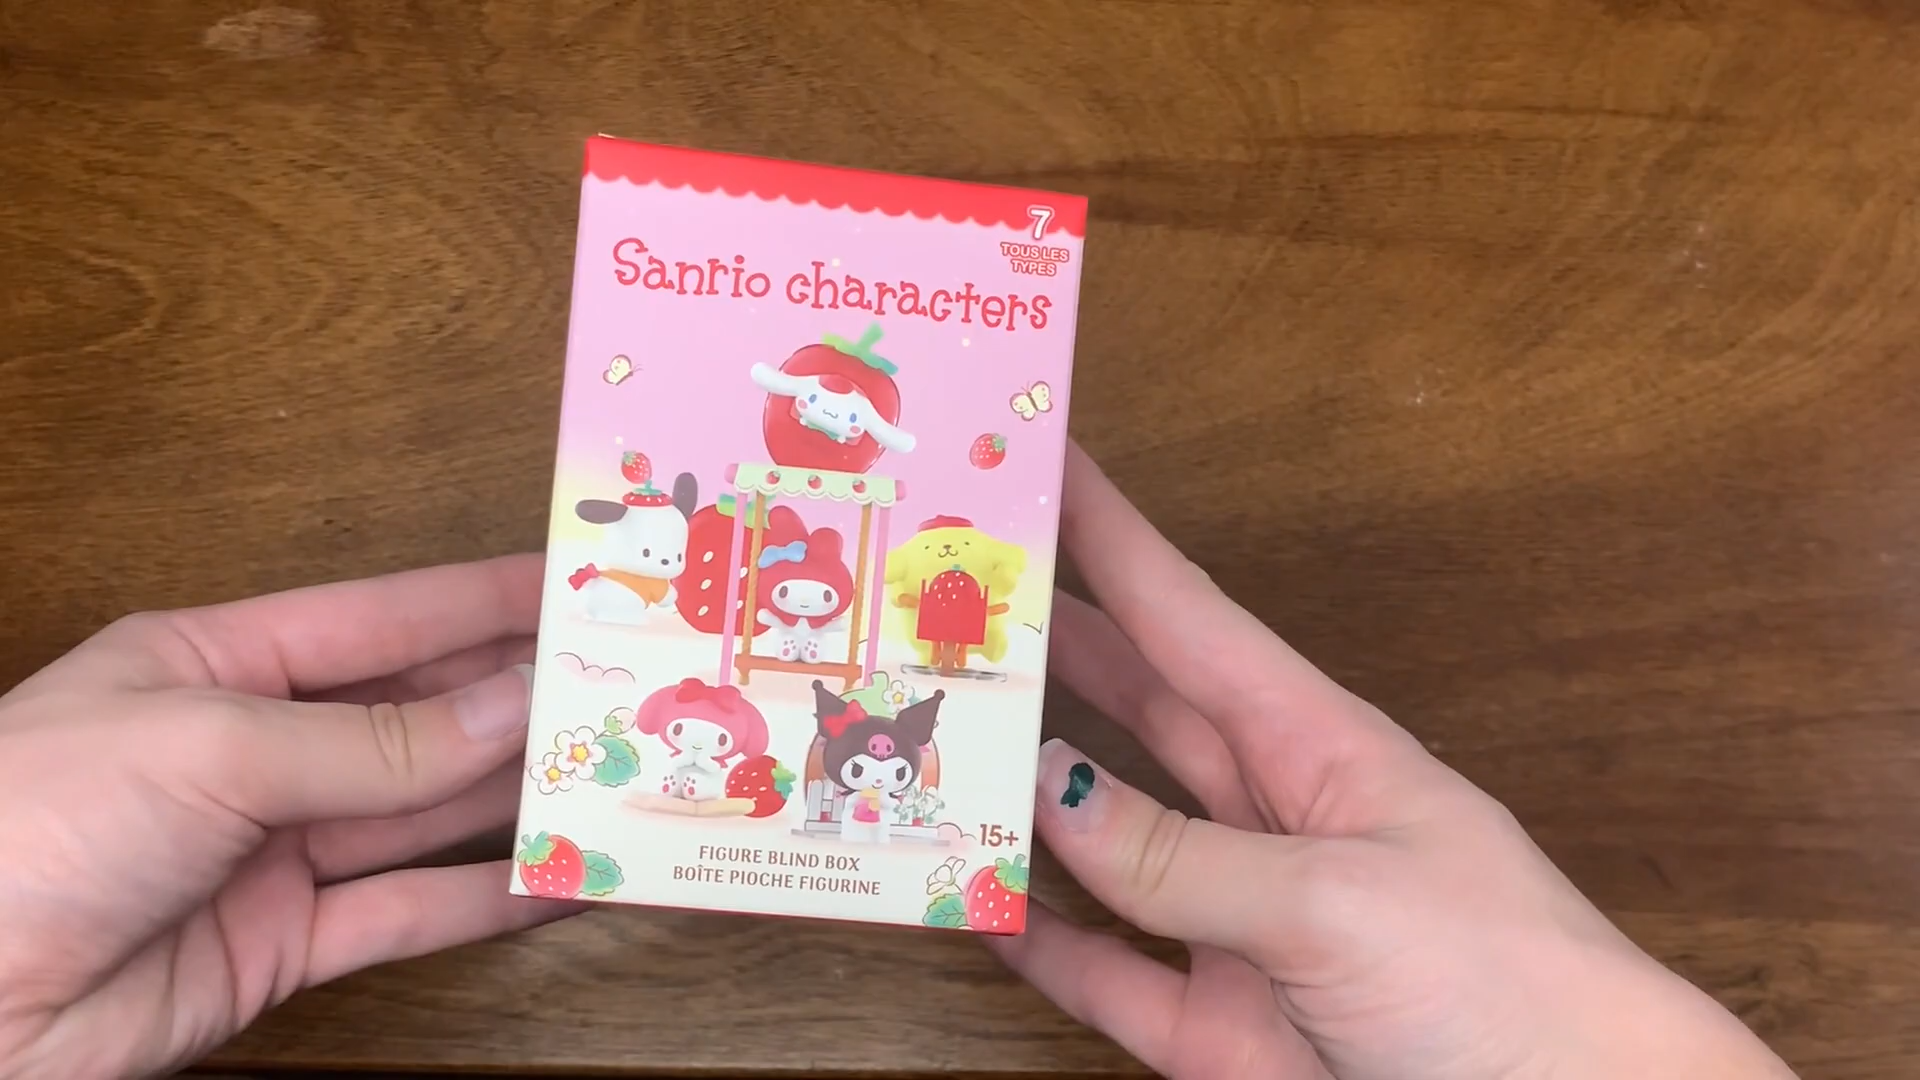 7
TOUS LES
TYPES
Sanrio characters
15+
FIGURE BLIND BOX
BOÎTE PIOCHE FIGURINE